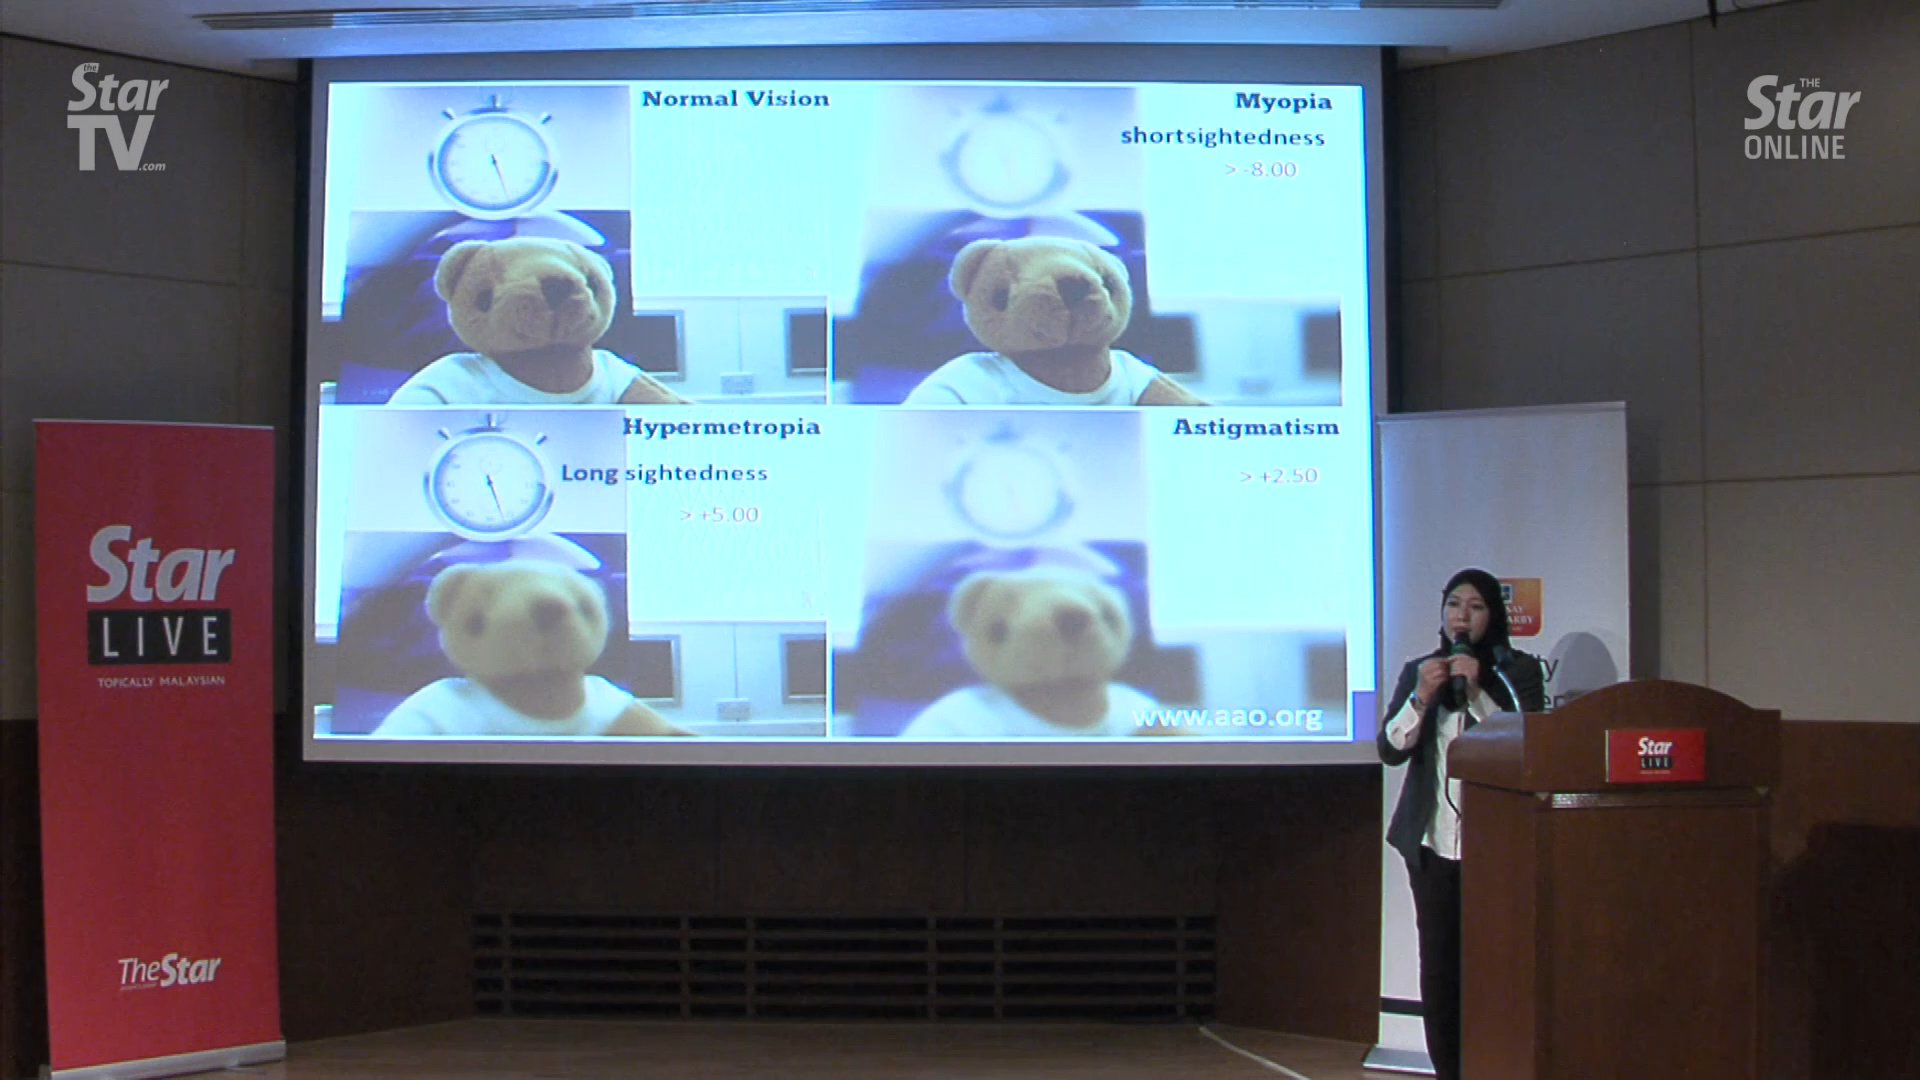 the
Star
TV
.com
THE
Star
ONLINE
Normal Vision
Myopia
shortsightedness
> -8.00
Hypermetropia
Long sightedness
> +5.00
Astigmatism
> +2.50
www.aao.org
Star
LIVE
TOPICALLY MALAYSIAN
TheStar
Star
LIVE